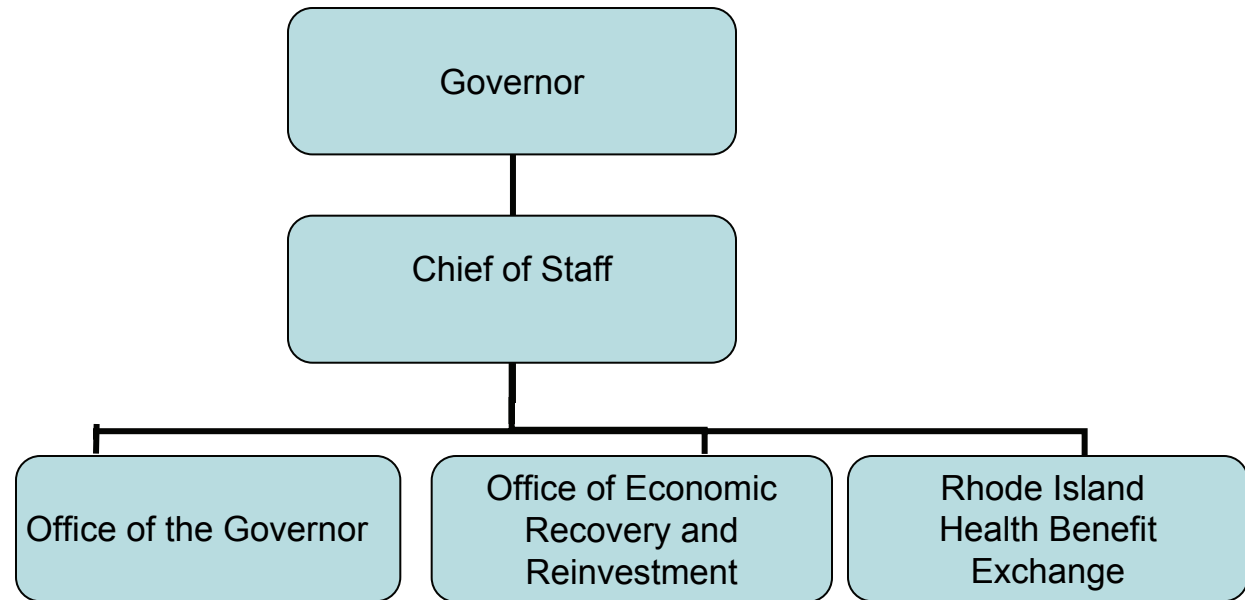 Governor
Chief of Staff
Office of the Governor
Office of Economic
Recovery and
Reinvestment
Rhode Island
Health Benefit
Exchange